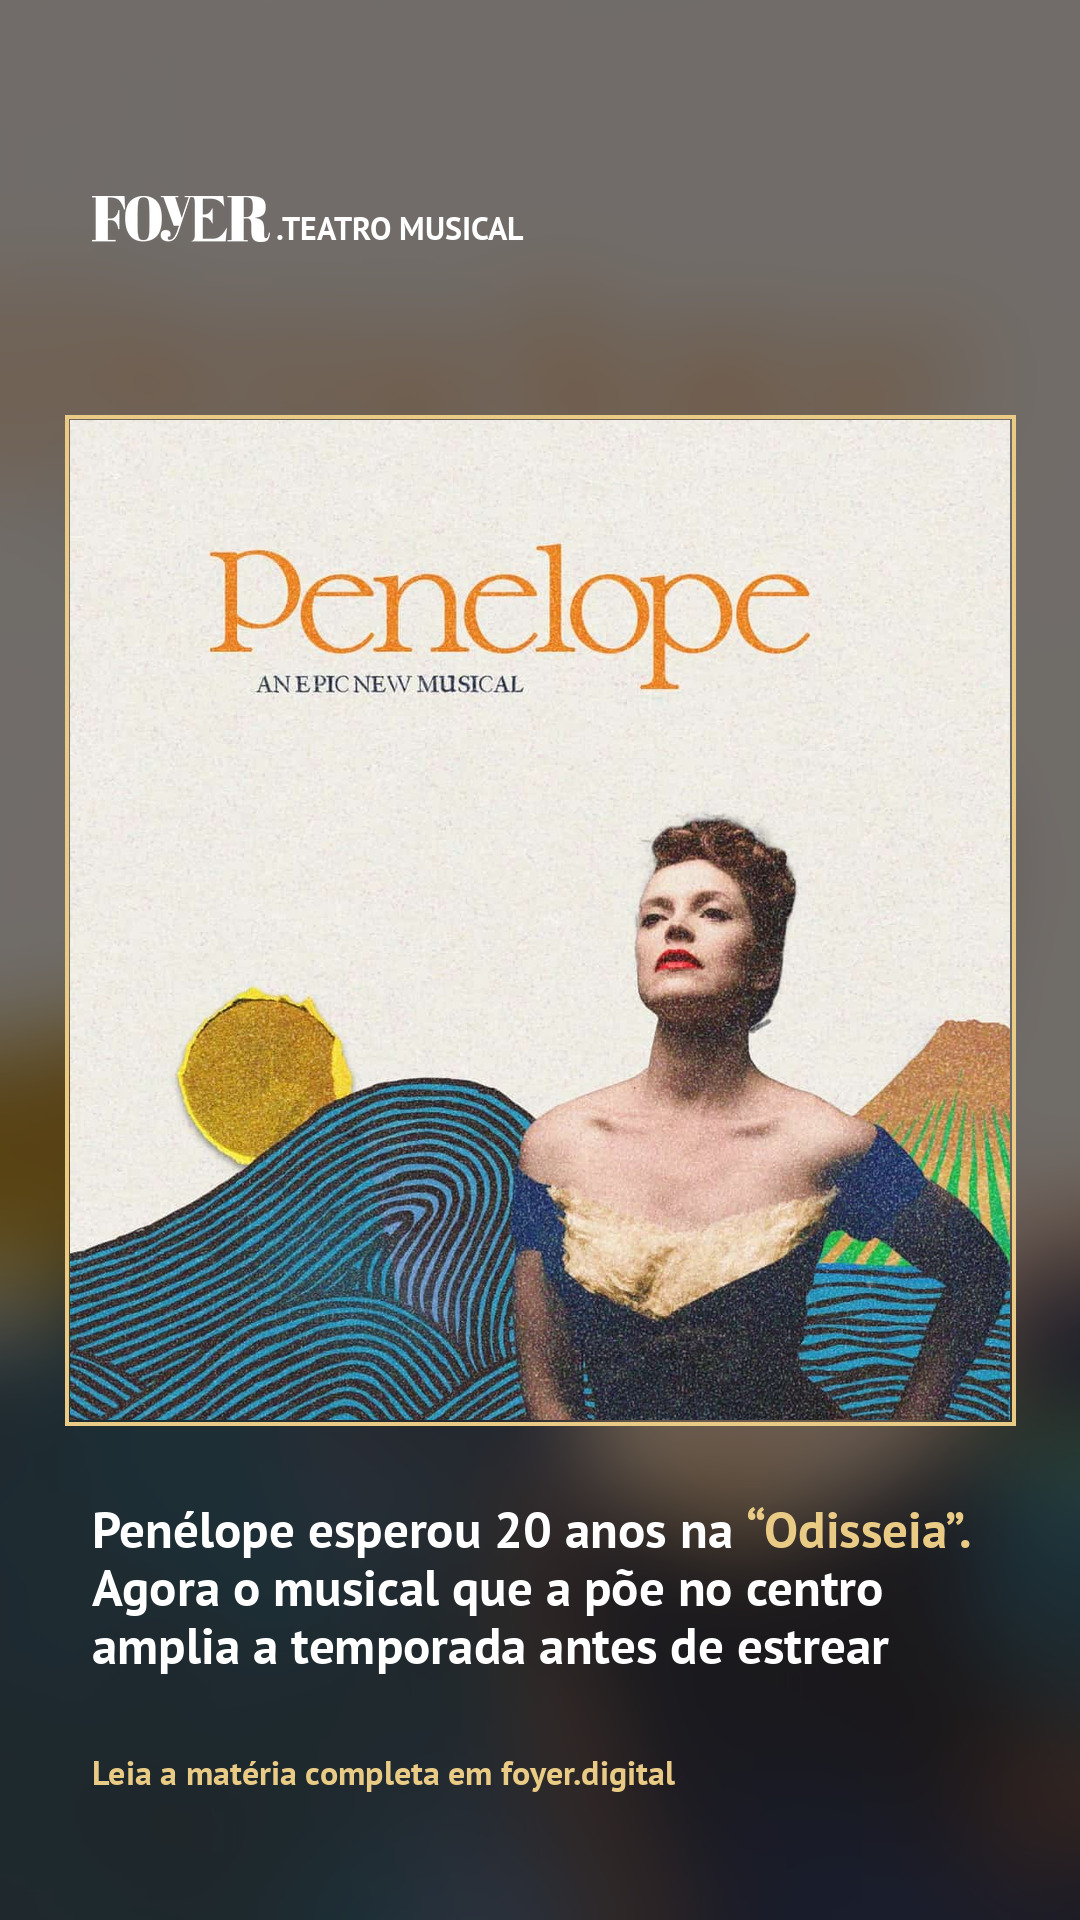 FOYER .TEATRO MUSICAL
Penelope
AN EPIC NEW MUSICAL
Penélope esperou 20 anos na “Odisseia”.
Agora o musical que a põe no centro
amplia a temporada antes de estrear
Leia a matéria completa em foyer.digital